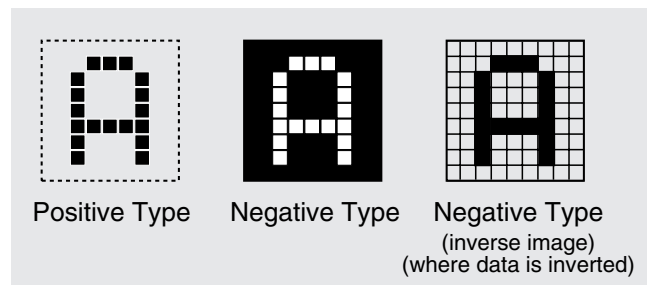 A A A
Positive Type Negative Type Negative Type
(inverse image)
(where data is inverted)